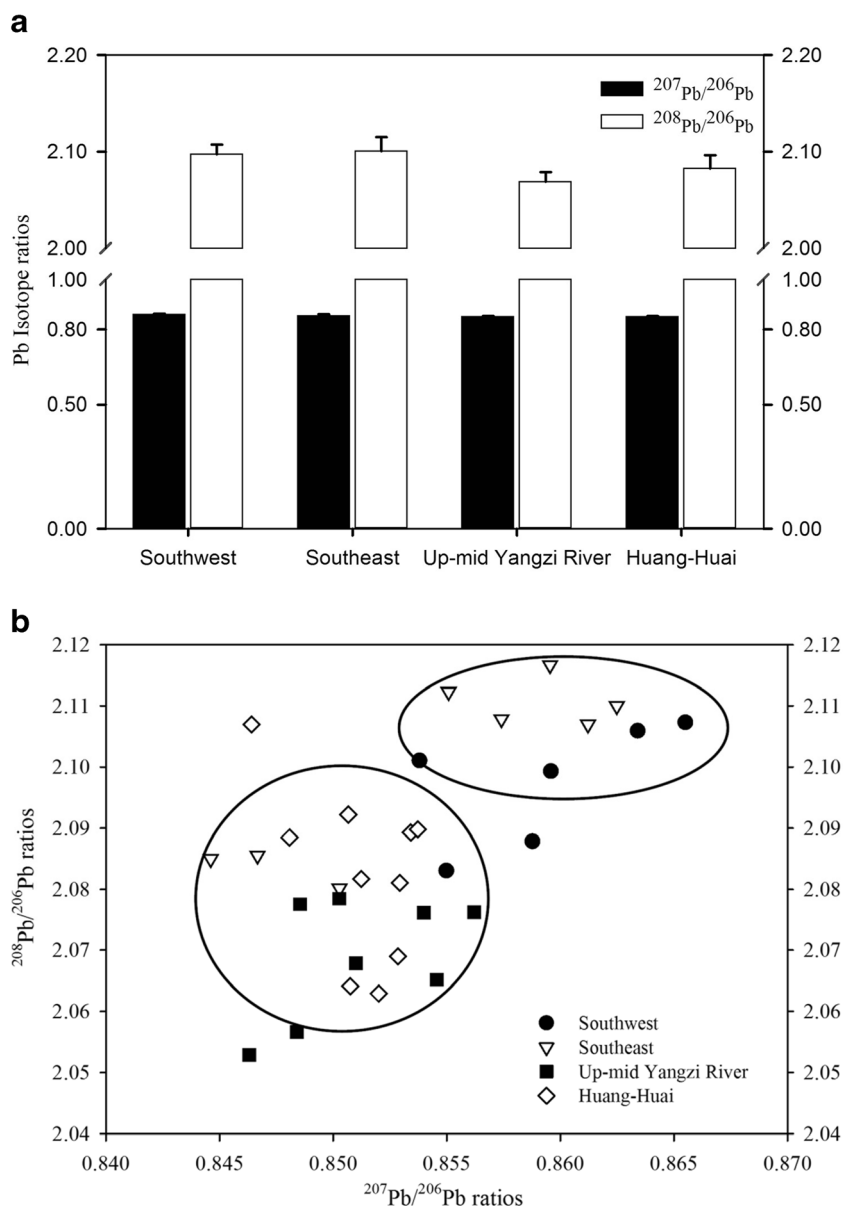 a
2.20 2.20
207Pb/206Pb
208Pb/206Pb
2.10 2.10
2.00 2.00
1.00 1.00
0.80 0.80
0.50 0.50
0.00 0.00
Pb Isotope ratios
Southwest Southeast Up-mid Yangzi River Huang-Huai
b
2.12 2.12
2.11 2.11
2.10 2.10
2.09 2.09
2.08 2.08
2.07 2.07
2.06 2.06
2.05 2.05
2.04 2.04
208Pb/206Pb ratios
Southwest
Southeast
Up-mid Yangzi River
Huang-Huai
0.840 0.845 0.850 0.855 0.860 0.865 0.870
207Pb/206Pb ratios